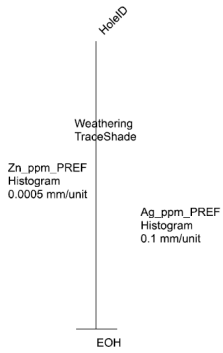 HoleID
Weathering
TraceShade
Zn_ppm_PREF
Histogram
0.0005 mm/unit
Ag_ppm_PREF
Histogram
0.1 mm/unit
EOH